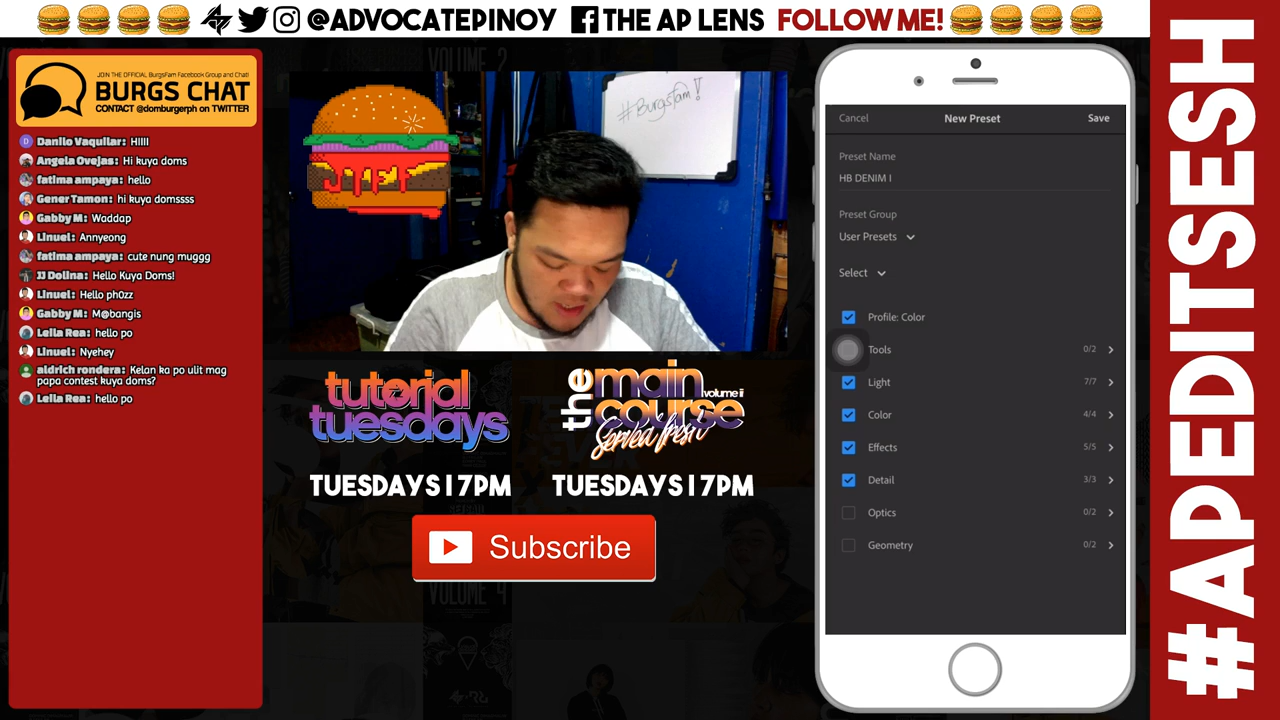 @ADVOCATEPINOY THE AP LENS FOLLOW ME!
JOIN THE OFFICIAL BurgsFam Facebook Group and Chat!
BURGS CHAT
CONTACT @domburgerph on TWITTER
Danilo Vaquilar: HIIII
Angela Ovejas: Hi kuya doms
fatima ampaya: hello
Gener Tamon: hi kuya domssss
Gabby M: Waddap
Linuel: Annyeong
fatima ampaya: cute nung muggg
JJ Dolina: Hello Kuya Doms!
Linuel: Hello ph0zz
Gabby M: M@bangis
Leila Rea: hello po
Linuel: Nyehey
aldrich rondera: Kelan ka po ulit mag
papa contest kuya doms?
Leila Rea: hello po
#BurgsFam!
tutorial
tuesdays
TUESDAYS | 7PM
the main
course
volume ii
Served fresh
TUESDAYS | 7PM
Subscribe
VOLUME 2
VOLUME 4
Cancel
New Preset
Save
Preset Name
HB DENIM I
Preset Group
User Presets
Select
Profile: Color
Tools 0/2
Light 7/7
Color 4/4
Effects 5/5
Detail 3/3
Optics 0/2
Geometry 0/2
#APEDITSESH